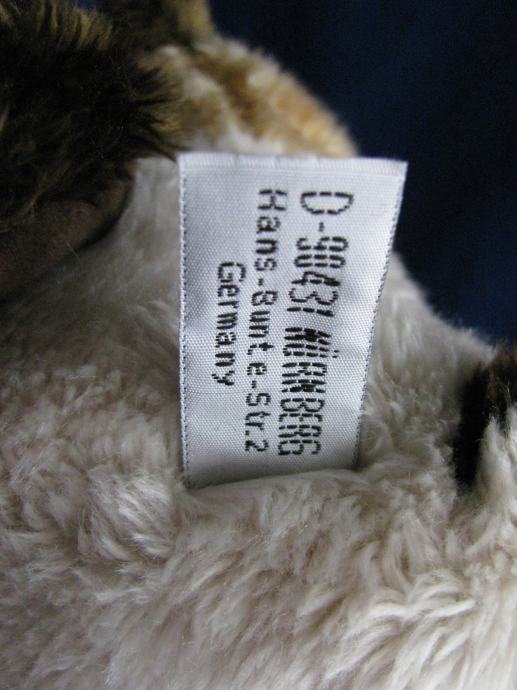 D-90431 NÜRNBERG
Hans-Bunte-Str.2
Germany